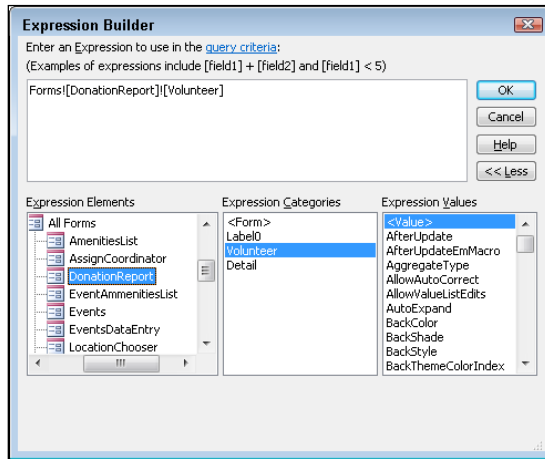 Expression Builder
Enter an Expression to use in the query criteria:
(Examples of expressions include [field1] + [field2] and [field1] < 5)
Forms![DonationReport]![Volunteer]
OK
Cancel
Help
<< Less
Expression Elements
All Forms
AmenitiesList
AssignCoordinator
DonationReport
EventAmmenitiesList
Events
EventsDataEntry
LocationChooser
Expression Categories
<Form>
Label0
Volunteer
Detail
Expression Values
<Value>
AfterUpdate
AfterUpdateEmMacro
AggregateType
AllowAutoCorrect
AllowValueListEdits
AutoExpand
BackColor
BackShade
BackStyle
BackThemeColorIndex